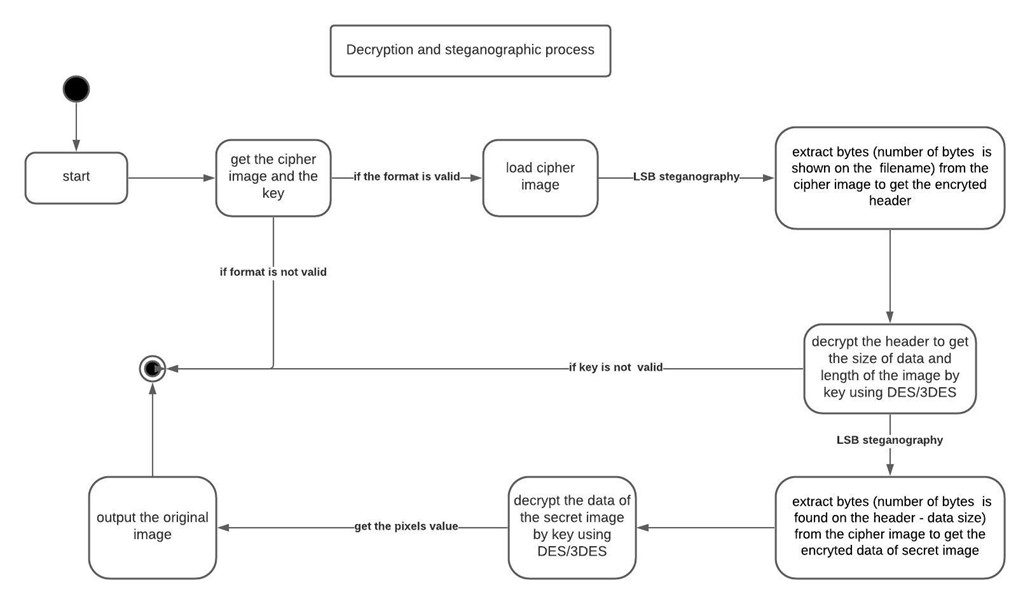 Decryption and steganographic process
start
get the cipher
image and the
key
if the format is valid
load cipher
image
LSB steganography
extract bytes (number of bytes is
shown on the filename) from the
cipher image to get the encryted
header
if format is not valid
decrypt the header to get
the size of data and
length of the image by
key using DES/3DES
if key is not valid
LSB steganography
extract bytes (number of bytes is
found on the header - data size)
from the cipher image to get the
encryted data of secret image
decrypt the data of
the secret image
by key using
DES/3DES
get the pixels value
output the original
image